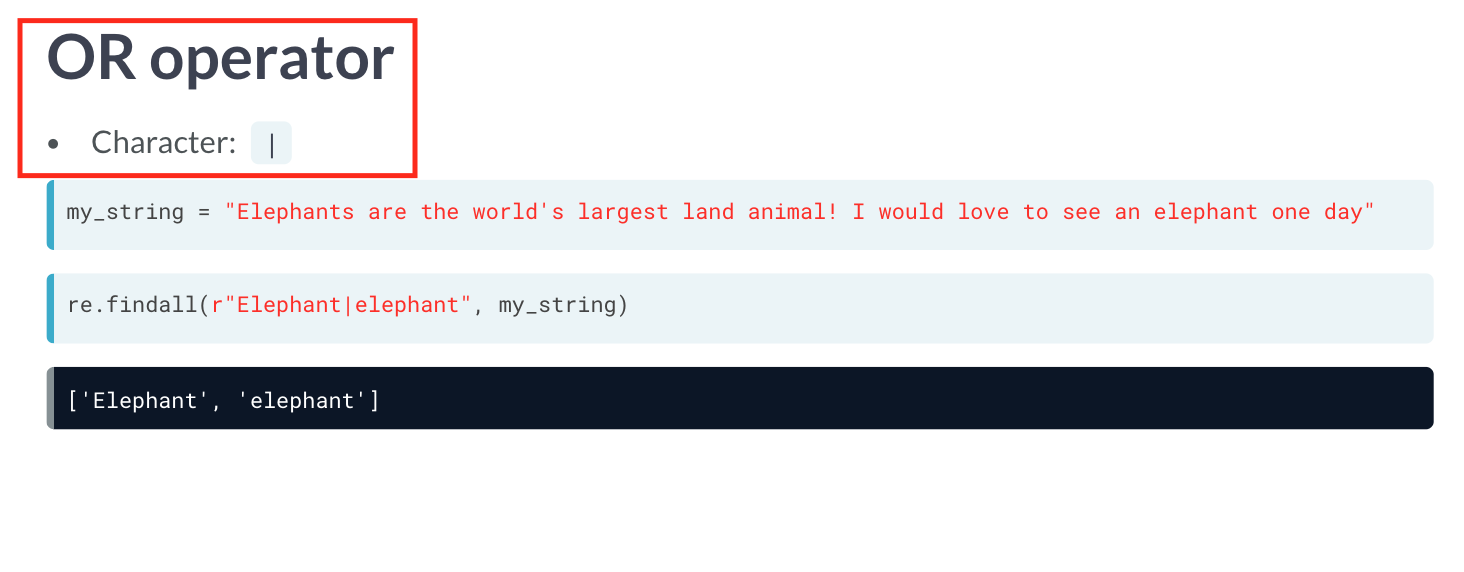 OR operator
• Character: |
my_string = "Elephants are the world's largest land animal! I would love to see an elephant one day"
re.findall(r"Elephant|elephant", my_string)
['Elephant', 'elephant']